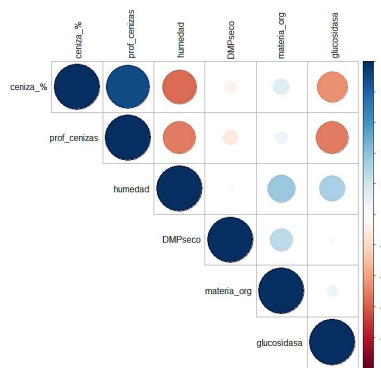 ceniza_%
prof_cenizas
humedad
DMPseco
materia_org
glucosidasa
ceniza_%
prof_cenizas
humedad
DMPseco
materia_org
glucosidasa